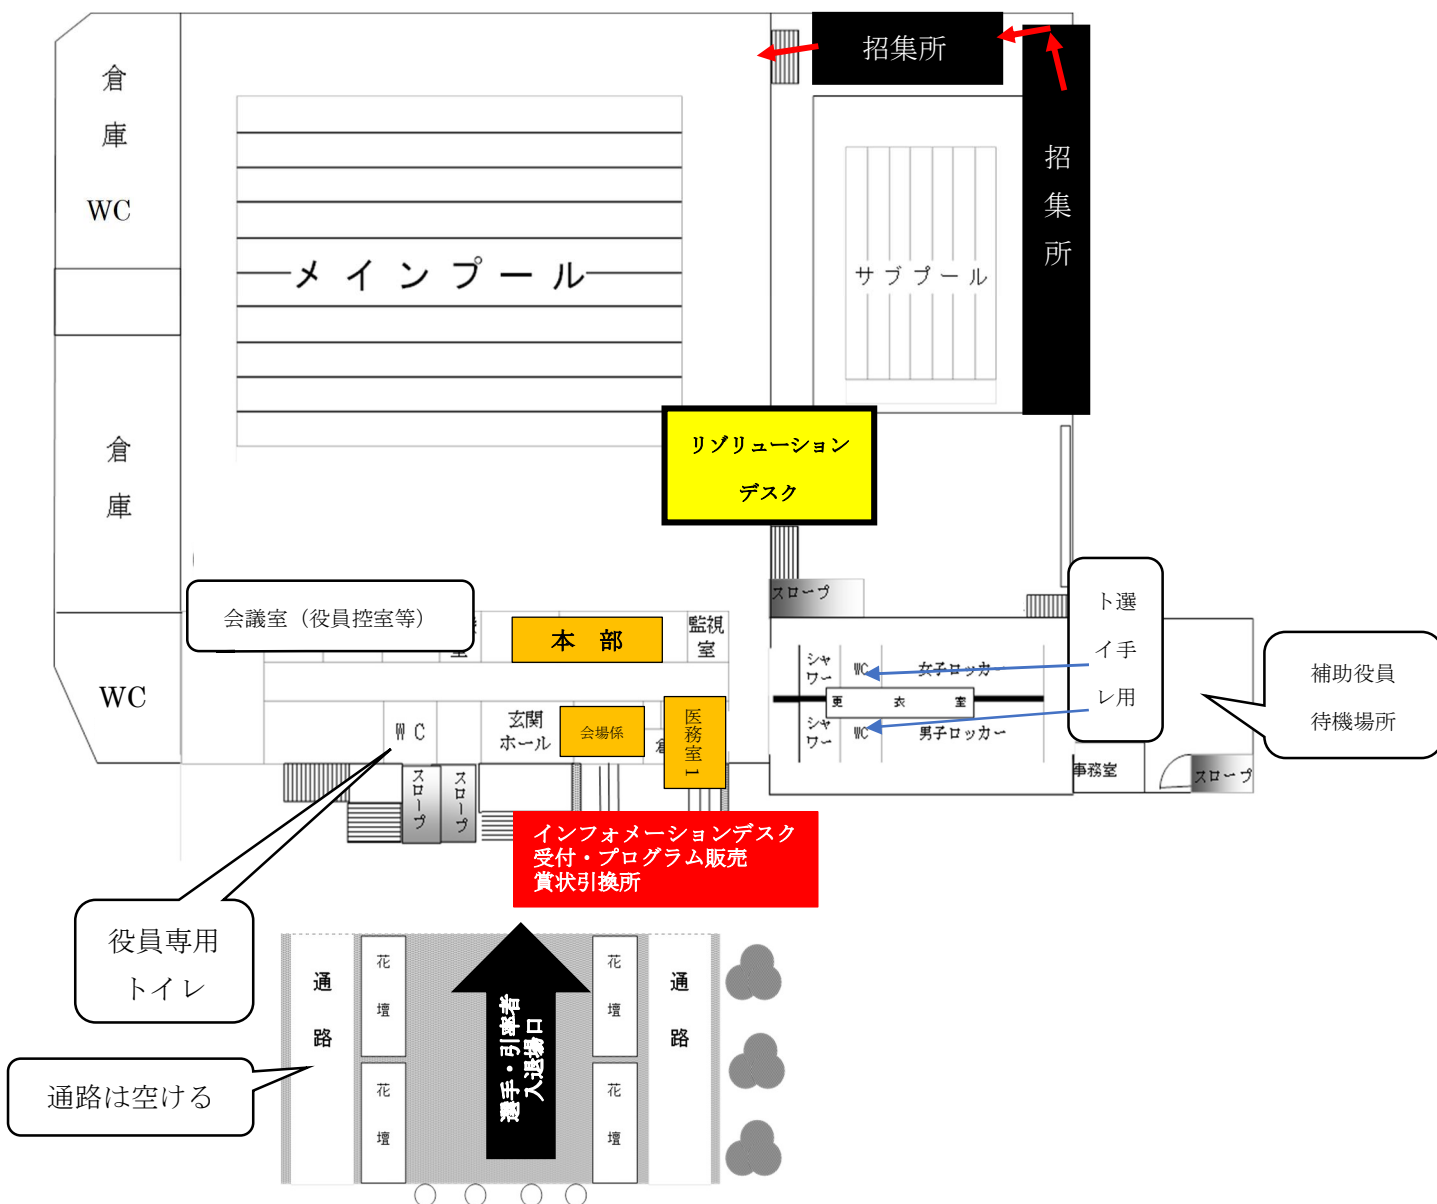 招集所
招集所
倉庫
WC
メインプール
サブプール
リゾリューション
デスク
倉庫
スロープ
会議室（役員控室等）
室
本 部
監視
室
選手用
トイレ
シャワー
WC
女子ロッカー
更 衣 室
シャワー
WC
男子ロッカー
補助役員
待機場所
WC
WC
玄関
ホール
会場係
倉
医務室1
事務室
スロープ
スロープ
スロープ
インフォメーションデスク
受付・プログラム販売
賞状引換所
役員専用
トイレ
通路
花壇
花壇
通路
選手・引率者
入退場口
通路は空ける
花壇
花壇